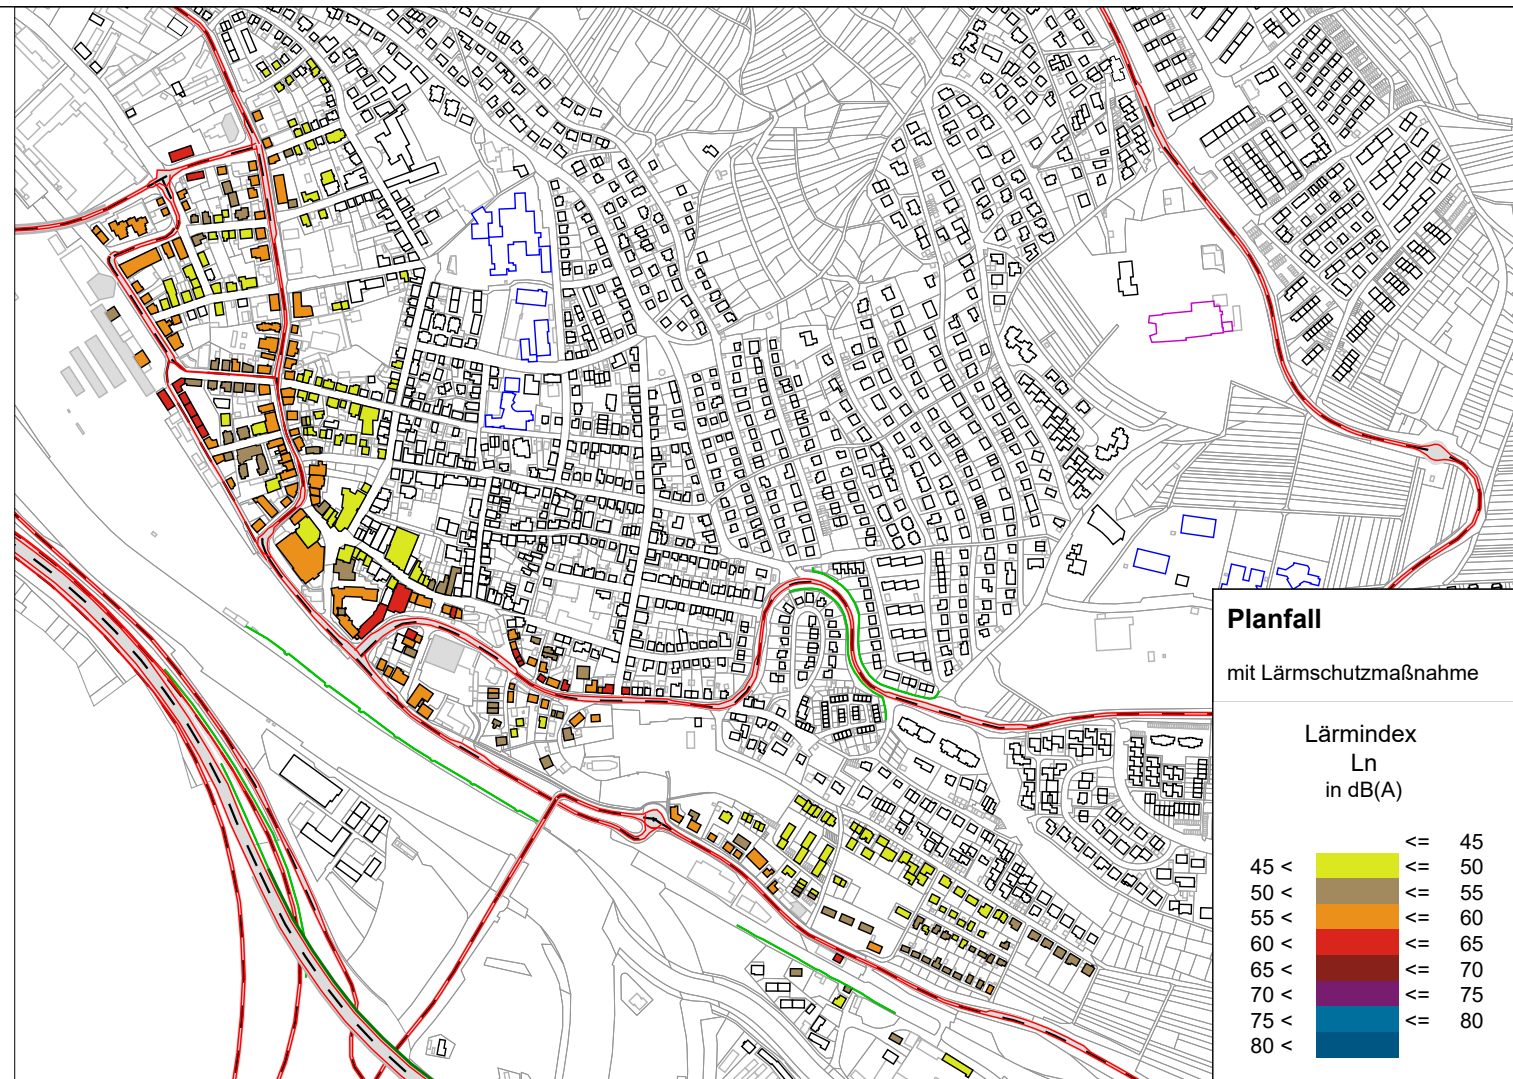 Planfall
mit Lärmschutzmaßnahme
Lärmindex
Ln
in dB(A)
<= 45
45 < <= 50
50 < <= 55
55 < <= 60
60 < <= 65
65 < <= 70
70 < <= 75
75 < <= 80
80 <